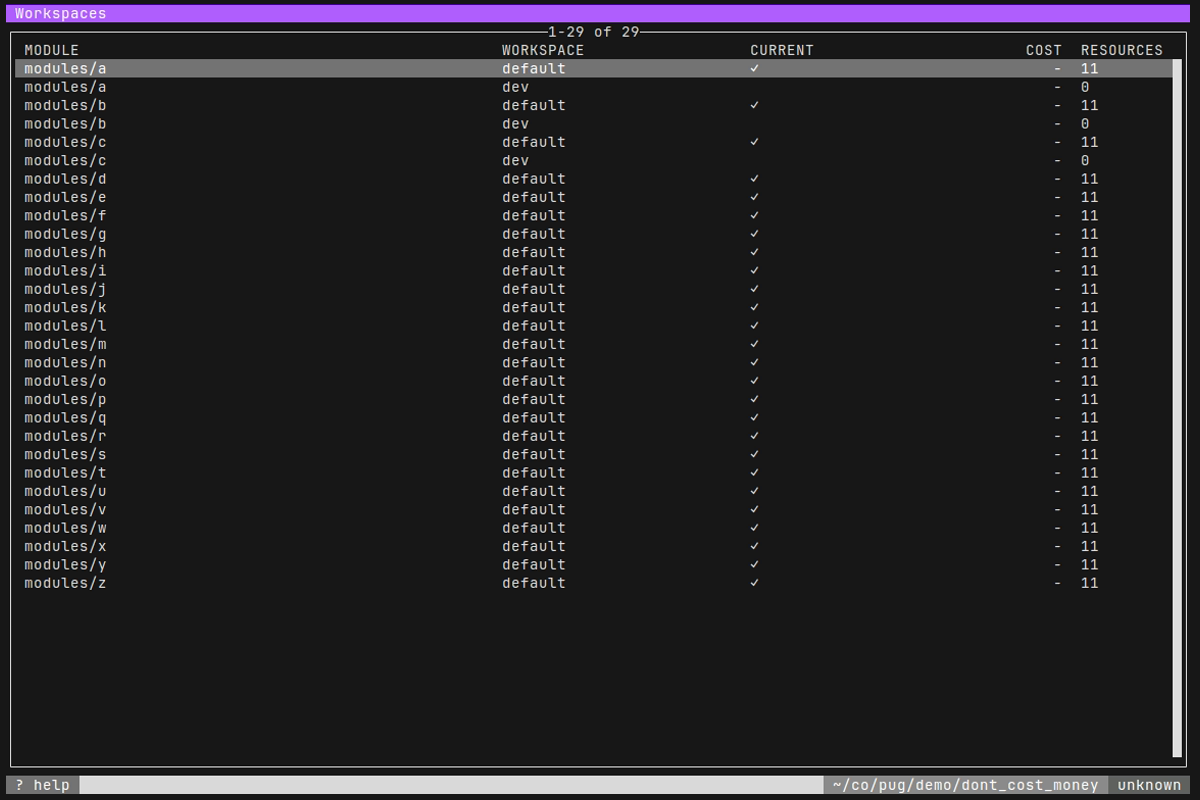 Workspaces
1-29 of 29
MODULE WORKSPACE CURRENT COST RESOURCES
modules/a default ✓ - 11
modules/a dev - 0
modules/b default ✓ - 11
modules/b dev - 0
modules/c default ✓ - 11
modules/c dev - 0
modules/d default ✓ - 11
modules/e default ✓ - 11
modules/f default ✓ - 11
modules/g default ✓ - 11
modules/h default ✓ - 11
modules/i default ✓ - 11
modules/j default ✓ - 11
modules/k default ✓ - 11
modules/l default ✓ - 11
modules/m default ✓ - 11
modules/n default ✓ - 11
modules/o default ✓ - 11
modules/p default ✓ - 11
modules/q default ✓ - 11
modules/r default ✓ - 11
modules/s default ✓ - 11
modules/t default ✓ - 11
modules/u default ✓ - 11
modules/v default ✓ - 11
modules/w default ✓ - 11
modules/x default ✓ - 11
modules/y default ✓ - 11
modules/z default ✓ - 11
? help ~/co/pug/demo/dont_cost_money unknown